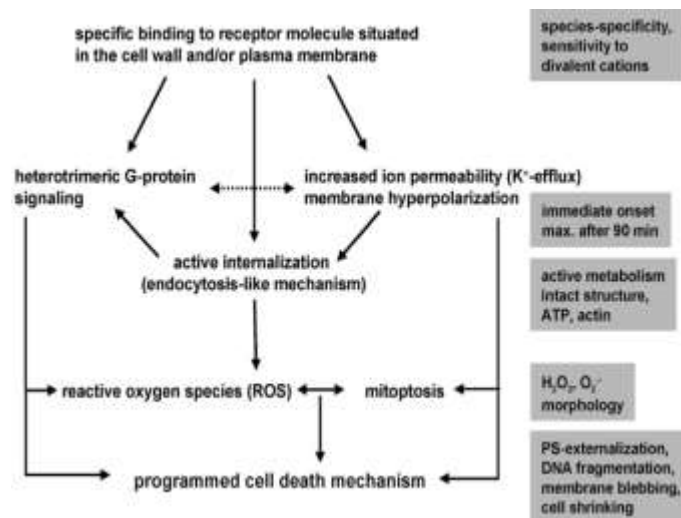 specific binding to receptor molecule situated
in the cell wall and/or plasma membrane
species-specificity,
sensitivity to
divalent cations
heterotrimeric G-protein
signaling
increased ion permeability (K⁺-efflux)
membrane hyperpolarization
immediate onset
max. after 90 min
active internalization
(endocytosis-like mechanism)
active metabolism
intact structure,
ATP, actin
reactive oxygen species (ROS)
mitoptosis
H₂O₂, O₂⁻
morphology
programmed cell death mechanism
PS-externalization,
DNA fragmentation,
membrane blebbing,
cell shrinking